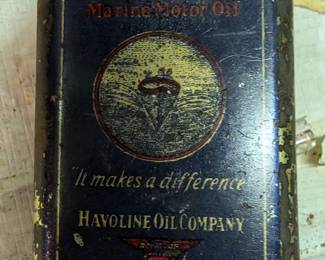 Marine Motor Oil
"It makes a difference"
HAVOLINE OIL COMPANY